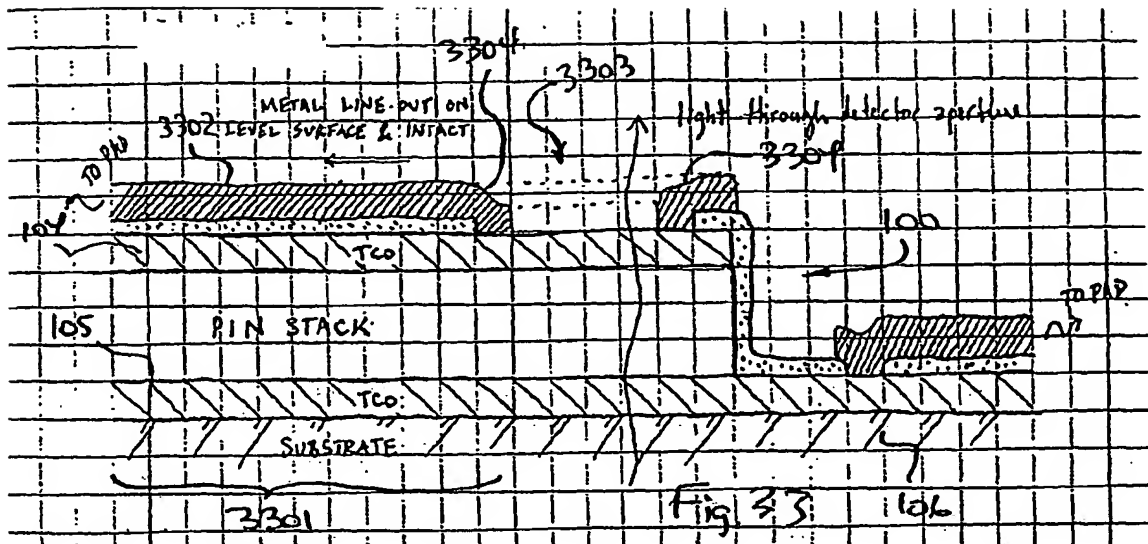 3304
3303
METAL LINE-OUT ON
3302 LEVEL SURFACE & INTACT
light through detector aperture
3304
TO PAD
104
TCO
100
TO PAD
105
PIN STACK
TCO
SUBSTRATE
3301
Fig 33
106